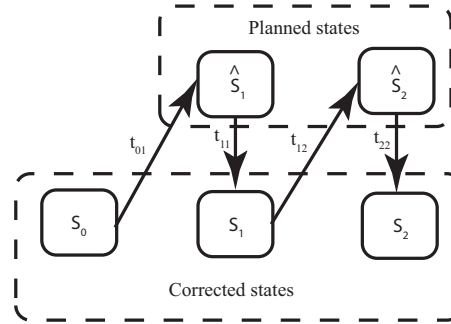 Planned states
Ŝ₁
Ŝ₂
t₀₁
t₁₁
t₁₂
t₂₂
S₀
S₁
S₂
Corrected states